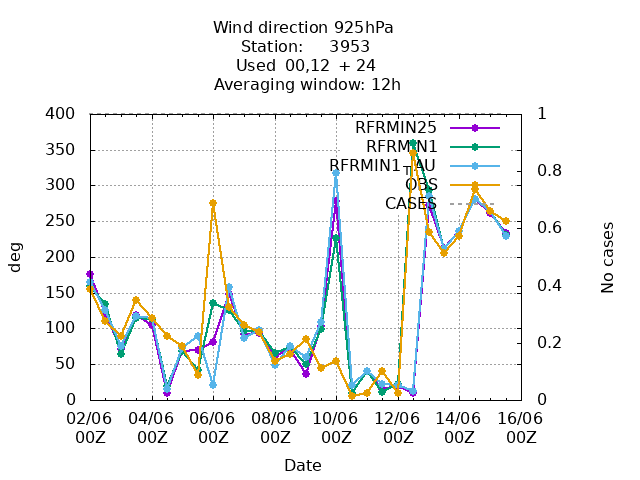 Wind direction 925hPa
Station: 3953
Used 00,12 + 24
Averaging window: 12h
RFRMIN25
RFRMIN1
RFRMIN1_AU
OBS
CASES
400
350
300
250
200
150
100
50
0
deg
1
0.8
0.6
0.4
0.2
0
No cases
02/06 04/06 06/06 08/06 10/06 12/06 14/06 16/06
00Z 00Z 00Z 00Z 00Z 00Z 00Z 00Z
Date